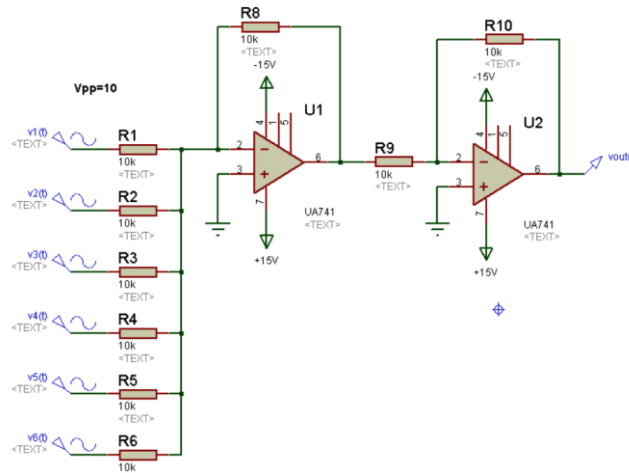 R8
10k
<TEXT>
-15V
R10
10k
<TEXT>
-15V
Vpp=10
U1
U2
4
1
5
4
1
5
v1(t)
<TEXT>
R1
10k
<TEXT>
2
3
6
7
R9
10k
<TEXT>
2
3
6
7
vout
UA741
<TEXT>
UA741
<TEXT>
+15V
+15V
v2(t)
<TEXT>
R2
10k
<TEXT>
v3(t)
<TEXT>
R3
10k
<TEXT>
v4(t)
<TEXT>
R4
10k
<TEXT>
v5(t)
<TEXT>
R5
10k
<TEXT>
v6(t)
<TEXT>
R6
10k